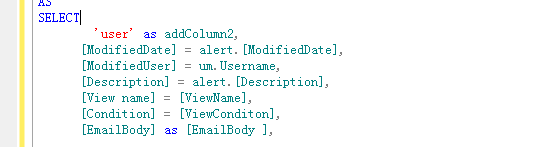 AS
SELECT
'user' as addColumn2,
[ModifiedDate] = alert.[ModifiedDate],
[ModifiedUser] = um.Username,
[Description] = alert.[Description],
[View name] = [ViewName],
[Condition] = [ViewConditon],
[EmailBody] as [EmailBody ],